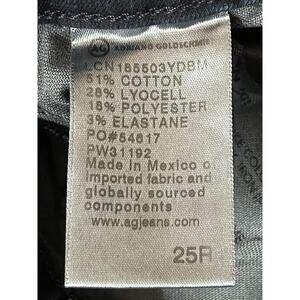 AG ADRIANO GOLDSCHMIE
LCN185503YDBM
51% COTTON
28% LYOCELL
18% POLYESTER
3% ELASTANE
PO#54617
PW31192
Made in Mexico of
imported fabric and
globally sourced
components
www.agjeans.com
25R